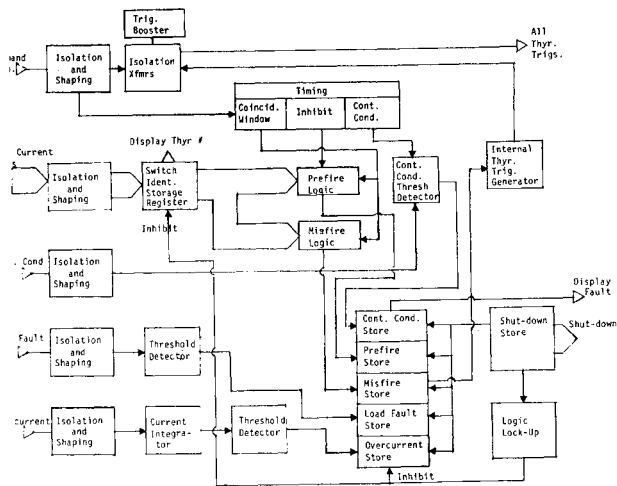 Trig.
Booster
All
Thyr.
Trigs.
Isolation
and
Shaping
Isolation
Xfmrs
Timing
Coincid.
Window
Inhibit
Cont.
Cond.
Display Thyr #
Current
Isolation
and
Shaping
Switch
Ident.
Storage
Register
Prefire
Logic
Cont.
Cond.
Thresh
Detector
Internal
Thyr.
Trig.
Generator
Misfire
Logic
Inhibit
Cond
Isolation
and
Shaping
Display
Fault
Cont. Cond.
Store
Shut-down
Store
Shut-down
Fault
Isolation
and
Shaping
Threshold
Detector
Prefire
Store
Misfire
Store
Load Fault
Store
Logic
Lock-Up
Current
Isolation
and
Shaping
Current
Integra-
tor
Threshold
Detector
Overcurrent
Store
Inhibit